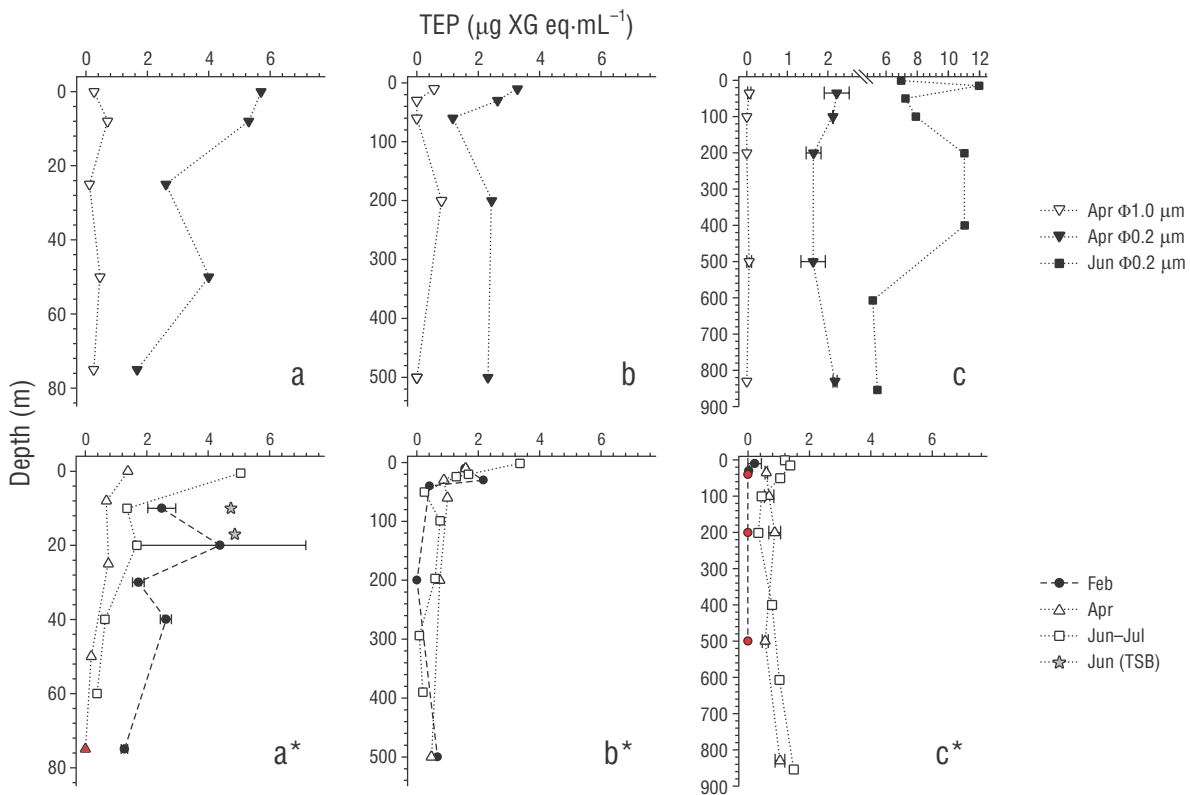 TEP (µg XG eq·mL⁻¹)
0 2 4 6
0 2 4 6
0 1 2 6 8 10 12
0
20
40
60
80
a
0
100
200
300
400
500
b
0
100
200
300
400
500
600
700
800
900
c
Apr Φ1.0 µm
Apr Φ0.2 µm
Jun Φ0.2 µm
Depth (m)
0 2 4 6
0 2 4 6
0 2 4 6
0
20
40
60
80
a*
0
100
200
300
400
500
b*
0
100
200
300
400
500
600
700
800
900
c*
Feb
Apr
Jun–Jul
Jun (TSB)